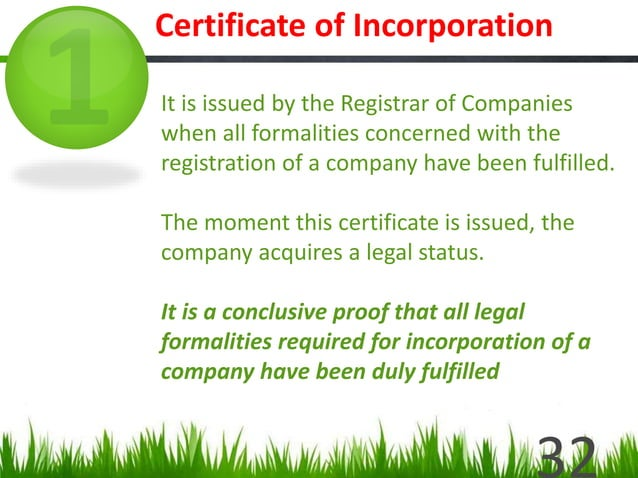 1
Certificate of Incorporation
It is issued by the Registrar of Companies
when all formalities concerned with the
registration of a company have been fulfilled.
The moment this certificate is issued, the
company acquires a legal status.
It is a conclusive proof that all legal
formalities required for incorporation of a
company have been duly fulfilled
32